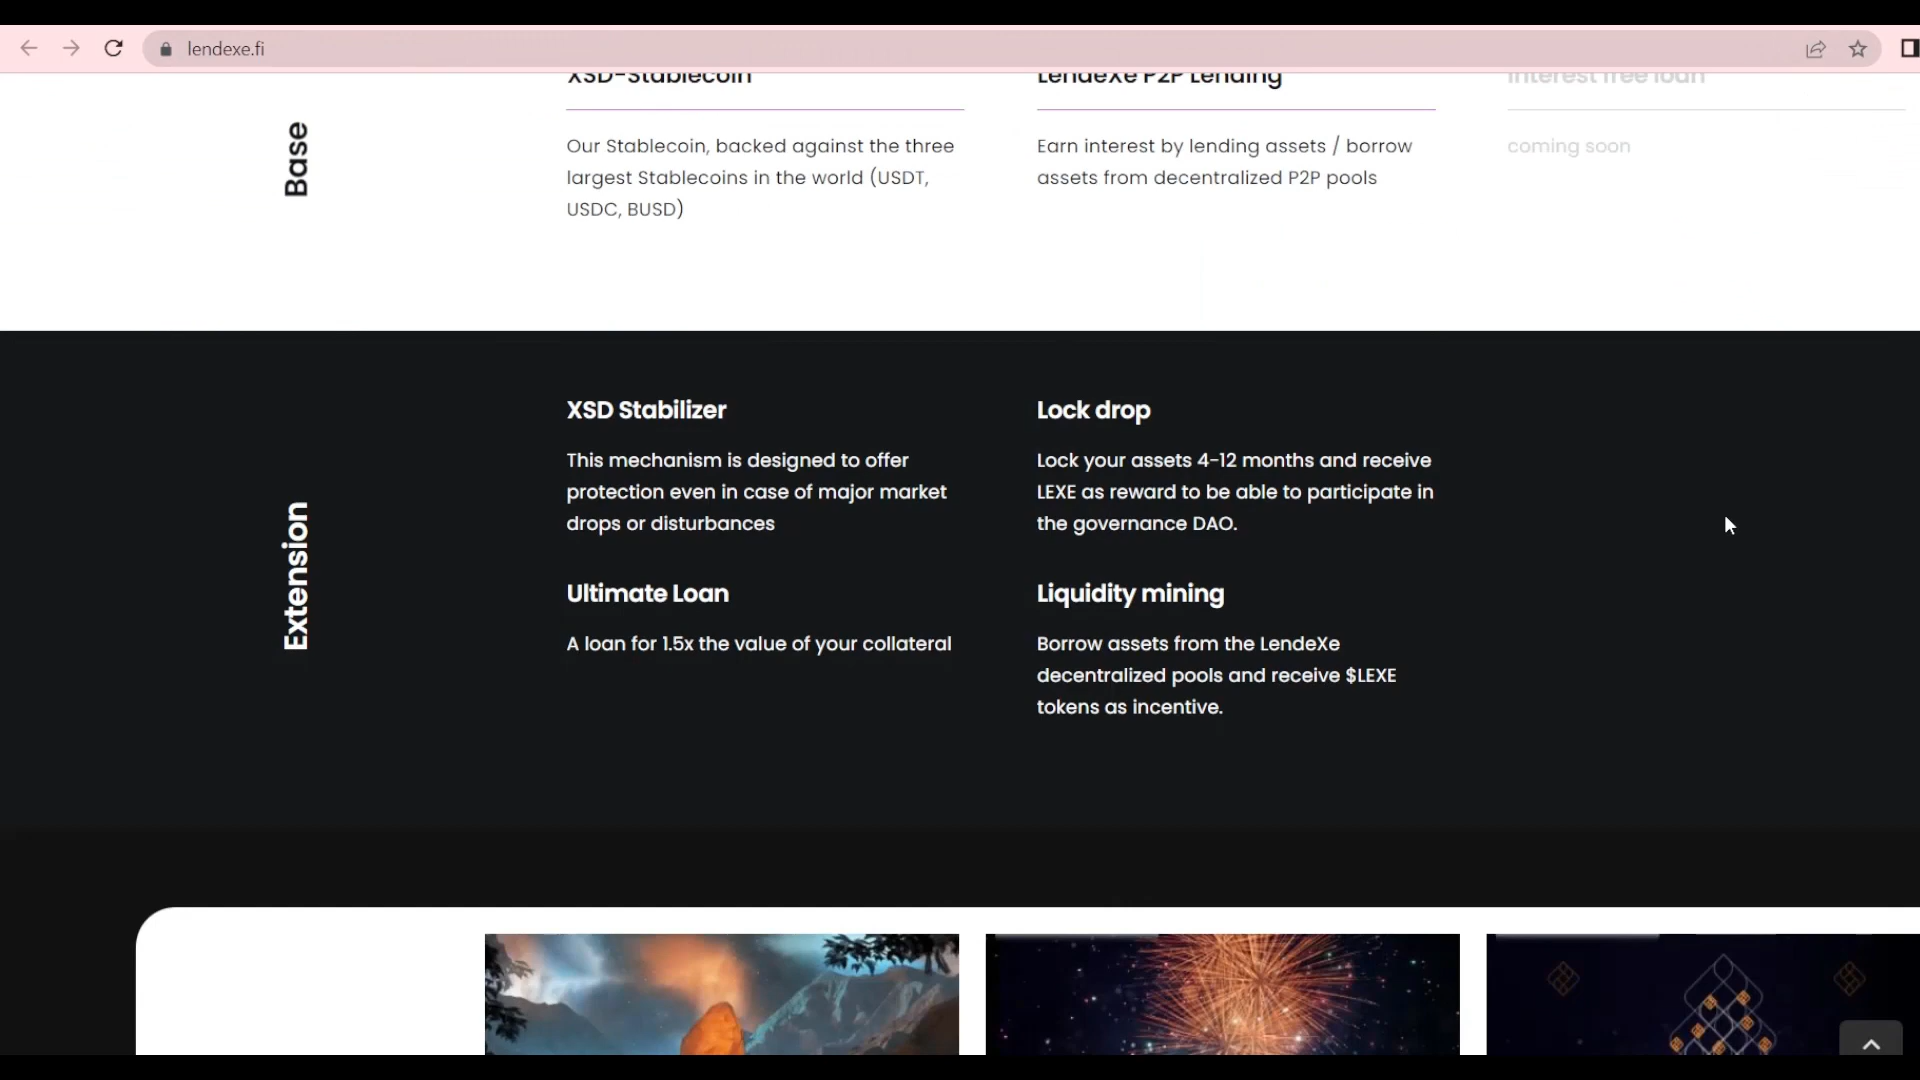 lendexe.fi
XSD-Stablecoin
LendeXe P2P Lending
interest free loan
Base
Our Stablecoin, backed against the three
largest Stablecoins in the world (USDT,
USDC, BUSD)
Earn interest by lending assets / borrow
assets from decentralized P2P pools
coming soon
Extension
XSD Stabilizer
This mechanism is designed to offer
protection even in case of major market
drops or disturbances
Lock drop
Lock your assets 4-12 months and receive
LEXE as reward to be able to participate in
the governance DAO.
Ultimate Loan
A loan for 1.5x the value of your collateral
Liquidity mining
Borrow assets from the LendeXe
decentralized pools and receive $LEXE
tokens as incentive.